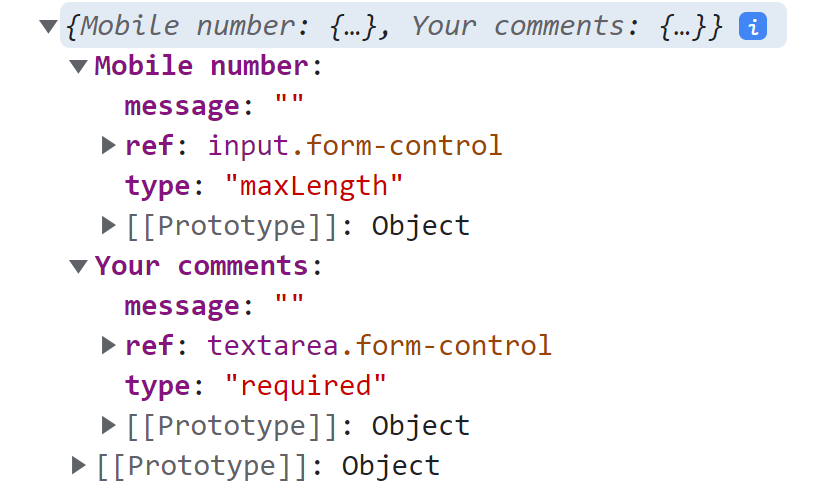 {Mobile number: {…}, Your comments: {…}} i
Mobile number:
message: ""
ref: input.form-control
type: "maxLength"
[[Prototype]]: Object
Your comments:
message: ""
ref: textarea.form-control
type: "required"
[[Prototype]]: Object
[[Prototype]]: Object